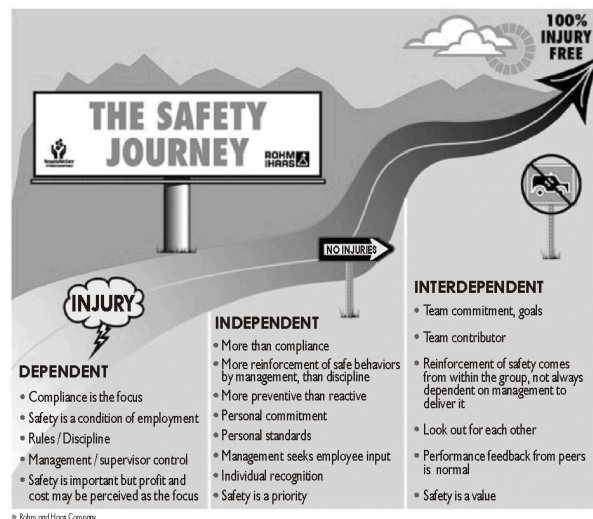 100%
INJURY
FREE
THE SAFETY
JOURNEY
Responsible Care
ROHM
AND HAAS
NO INJURIES
INJURY
DEPENDENT
• Compliance is the focus
• Safety is a condition of employment
• Rules / Discipline
• Management / supervisor control
• Safety is important but profit and
cost may be perceived as the focus
INDEPENDENT
• More than compliance
• More reinforcement of safe behaviors
by management, than discipline
• More preventive than reactive
• Personal commitment
• Personal standards
• Management seeks employee input
• Individual recognition
• Safety is a priority
INTERDEPENDENT
• Team commitment, goals
• Team contributor
• Reinforcement of safety comes
from within the group, not always
dependent on management to
deliver it
• Look out for each other
• Performance feedback from peers
is normal
• Safety is a value
Rohm and Haas Company